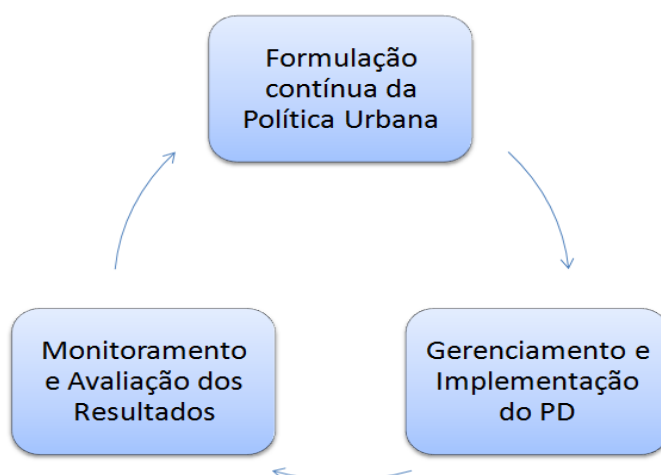 Formulação
contínua da
Política Urbana
Monitoramento
e Avaliação dos
Resultados
Gerenciamento e
Implementação
do PD